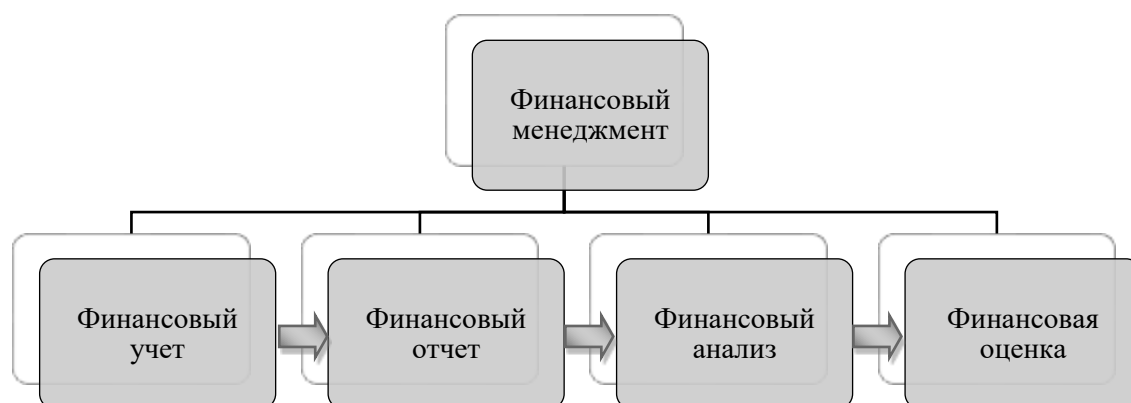 Финансовый
менеджмент
Финансовый
учет
Финансовый
отчет
Финансовый
анализ
Финансовая
оценка